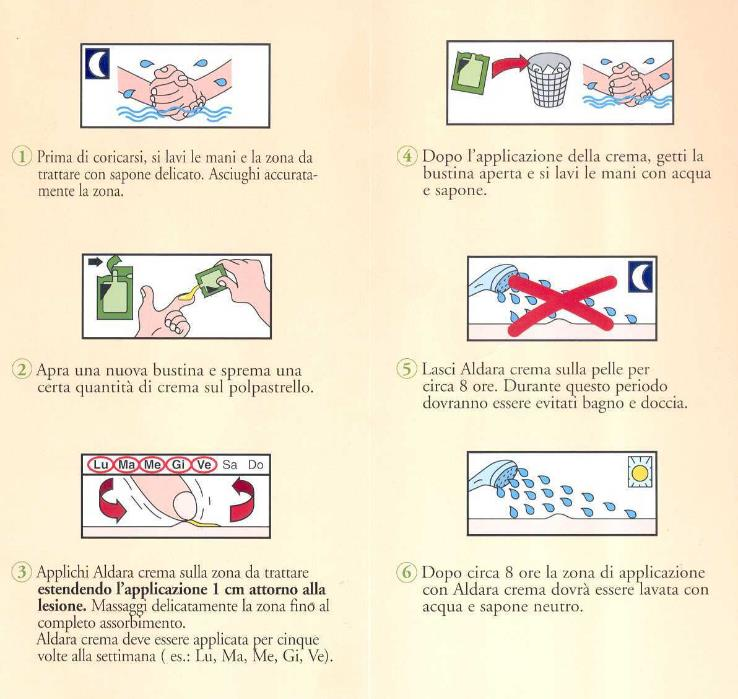 1 Prima di coricarsi, si lavi le mani e la zona da
trattare con sapone delicato. Asciughi accurata-
mente la zona.
2 Apra una nuova bustina e sprema una
certa quantità di crema sul polpastrello.
Lu Ma Me Gi Ve Sa Do
3 Applichi Aldara crema sulla zona da trattare
estendendo l'applicazione 1 cm attorno alla
lesione. Massaggi delicatamente la zona fino al
completo assorbimento.
Aldara crema deve essere applicata per cinque
volte alla settimana ( es.: Lu, Ma, Me, Gi, Ve).
4 Dopo l'applicazione della crema, getti la
bustina aperta e si lavi le mani con acqua
e sapone.
5 Lasci Aldara crema sulla pelle per
circa 8 ore. Durante questo periodo
dovranno essere evitati bagno e doccia.
6 Dopo circa 8 ore la zona di applicazione
con Aldara crema dovrà essere lavata con
acqua e sapone neutro.